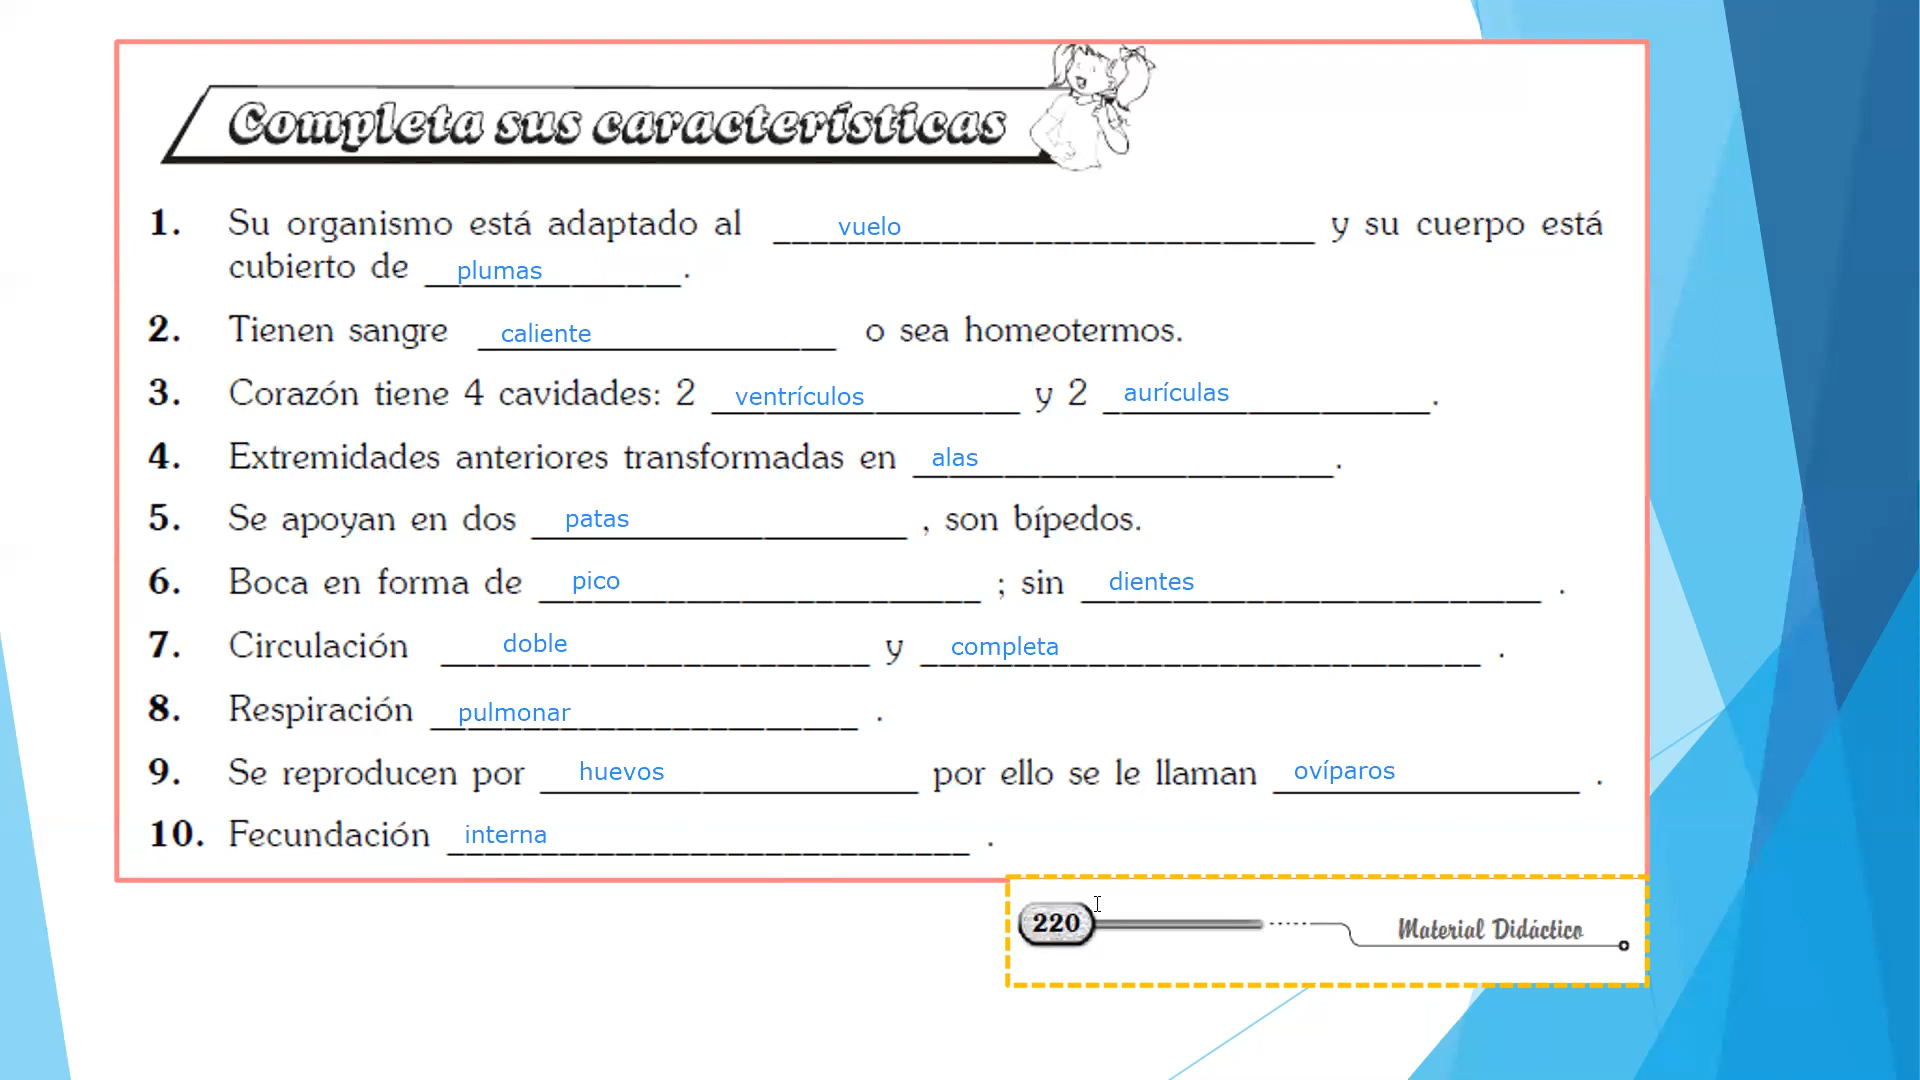 Completa sus características
1. Su organismo está adaptado al vuelo y su cuerpo está
cubierto de plumas.
2. Tienen sangre caliente o sea homeotermos.
3. Corazón tiene 4 cavidades: 2 ventrículos y 2 aurículas.
4. Extremidades anteriores transformadas en alas.
5. Se apoyan en dos patas , son bípedos.
6. Boca en forma de pico ; sin dientes .
7. Circulación doble y completa .
8. Respiración pulmonar .
9. Se reproducen por huevos por ello se le llaman ovíparos .
10. Fecundación interna .
220 Material Didáctico